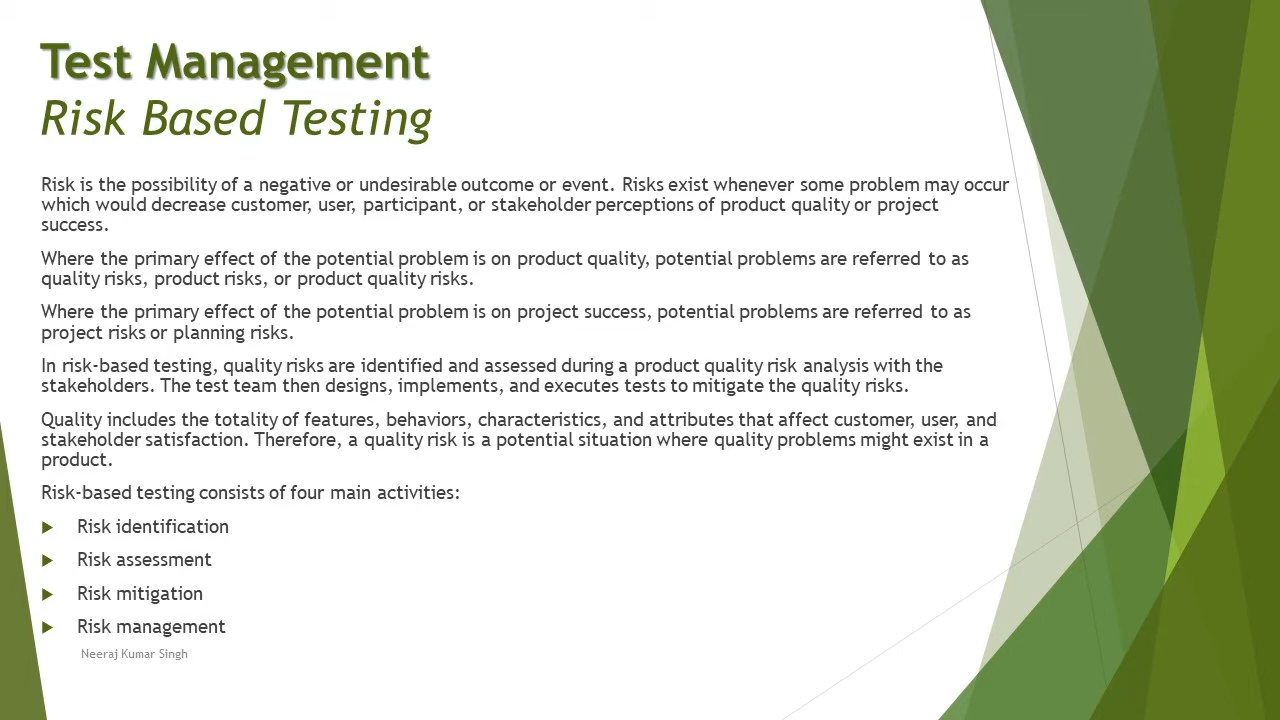 Test Management
Risk Based Testing
Risk is the possibility of a negative or undesirable outcome or event. Risks exist whenever some problem may occur
which would decrease customer, user, participant, or stakeholder perceptions of product quality or project
success.
Where the primary effect of the potential problem is on product quality, potential problems are referred to as
quality risks, product risks, or product quality risks.
Where the primary effect of the potential problem is on project success, potential problems are referred to as
project risks or planning risks.
In risk-based testing, quality risks are identified and assessed during a product quality risk analysis with the
stakeholders. The test team then designs, implements, and executes tests to mitigate the quality risks.
Quality includes the totality of features, behaviors, characteristics, and attributes that affect customer, user, and
stakeholder satisfaction. Therefore, a quality risk is a potential situation where quality problems might exist in a
product.
Risk-based testing consists of four main activities:
Risk identification
Risk assessment
Risk mitigation
Risk management
Neeraj Kumar Singh